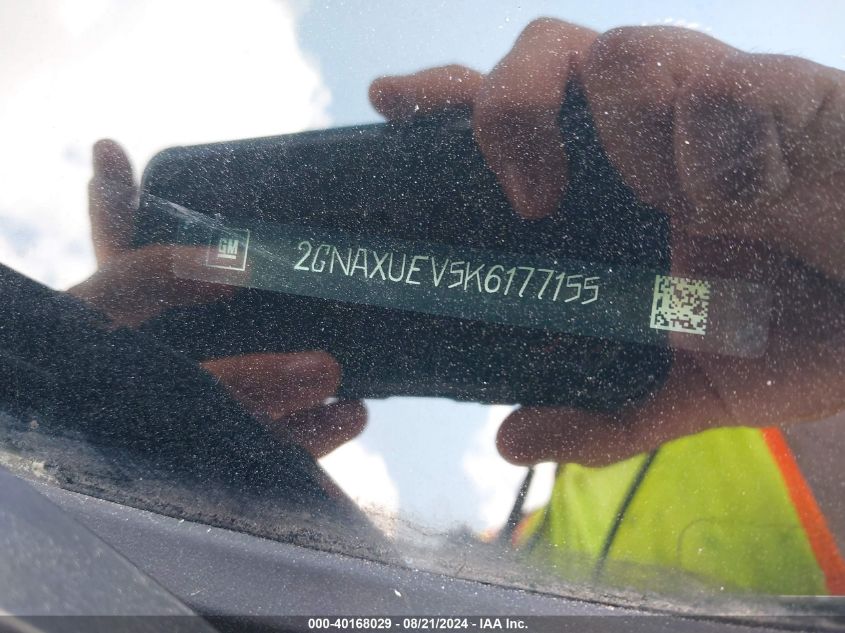 GM
2GNAXUEV5K6177155
000-40168029 - 08/21/2024 - IAA Inc.